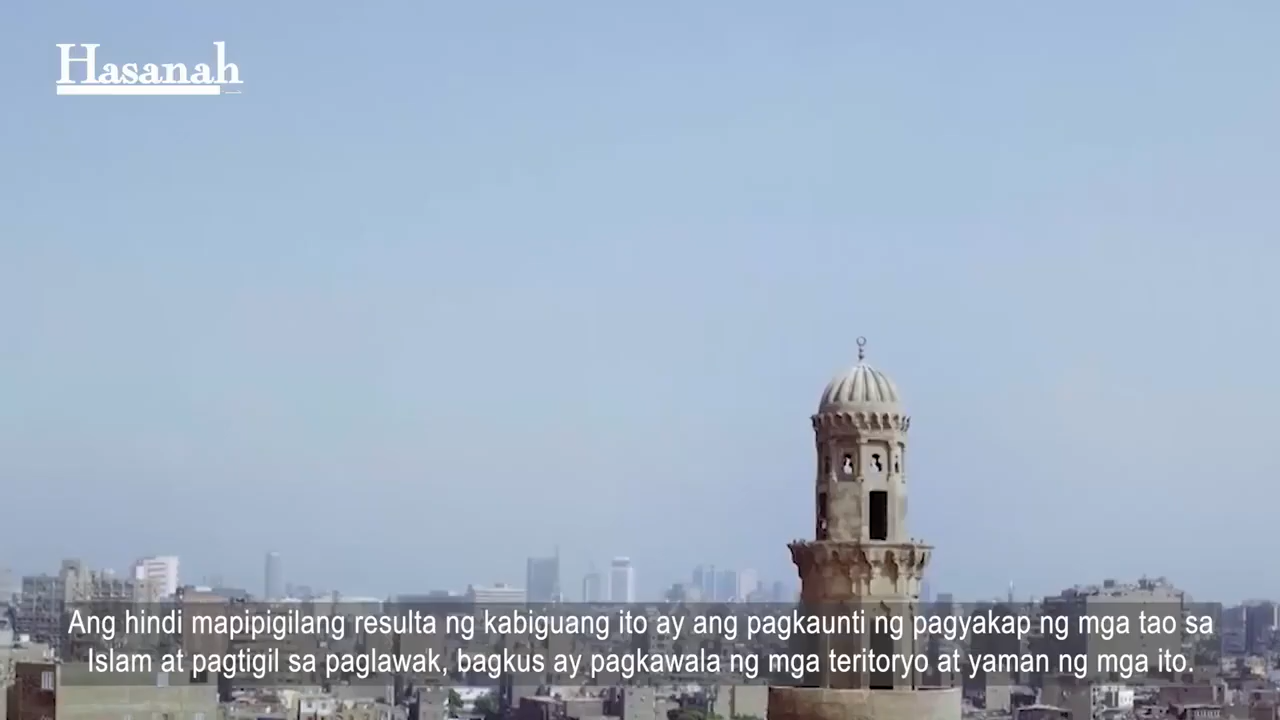 Hasanah
Ang hindi mapipigilang resulta ng kabiguang ito ay ang pagkaunti ng pagyakap ng mga tao sa
Islam at pagtigil sa paglawak, bagkus ay pagkawala ng mga teritoryo at yaman ng mga ito.